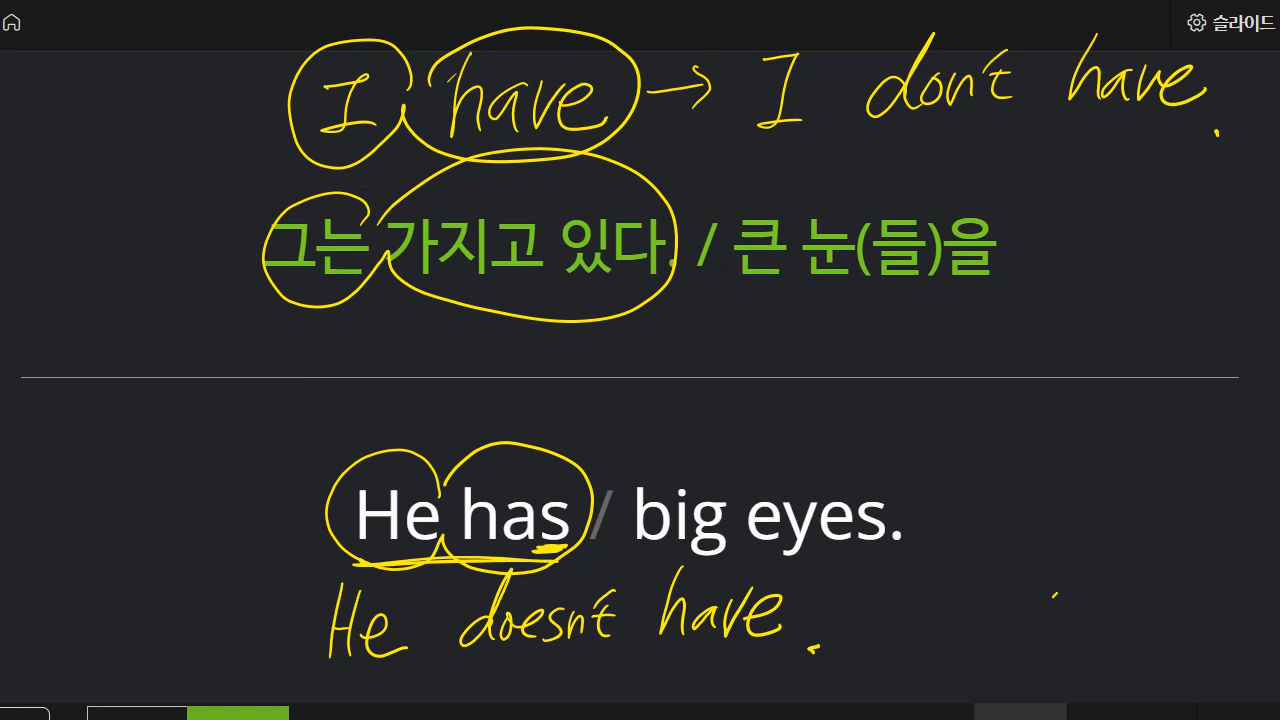 슬라이드
I have → I don't have.
그는 가지고 있다. / 큰 눈(들)을
He has / big eyes.
He doesn't have.